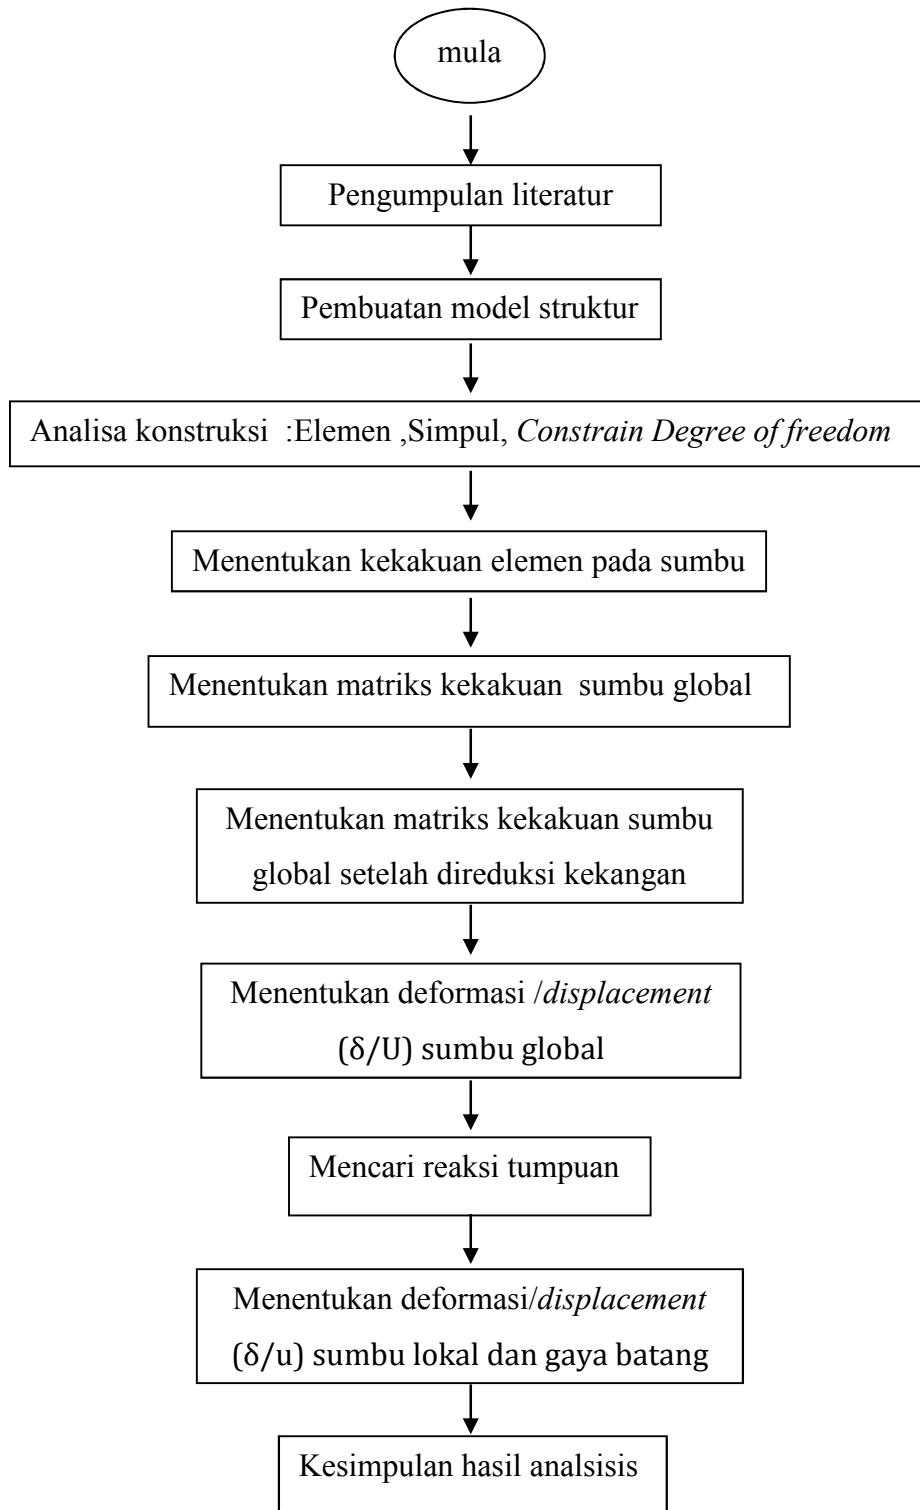 mula
Pengumpulan literatur
Pembuatan model struktur
Analisa konstruksi :Elemen ,Simpul, Constrain Degree of freedom
Menentukan kekakuan elemen pada sumbu
Menentukan matriks kekakuan sumbu global
Menentukan matriks kekakuan sumbu
global setelah direduksi kekangan
Menentukan deformasi /displacement
(δ/U) sumbu global
Mencari reaksi tumpuan
Menentukan deformasi/displacement
(δ/u) sumbu lokal dan gaya batang
Kesimpulan hasil analsisis